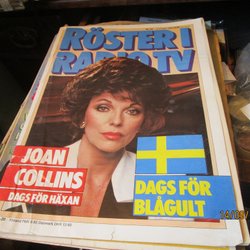 RÖSTER I
RADIO TV
JOAN
COLLINS
DAGS FÖR HÄXAN
DAGS FÖR
BLÅGULT